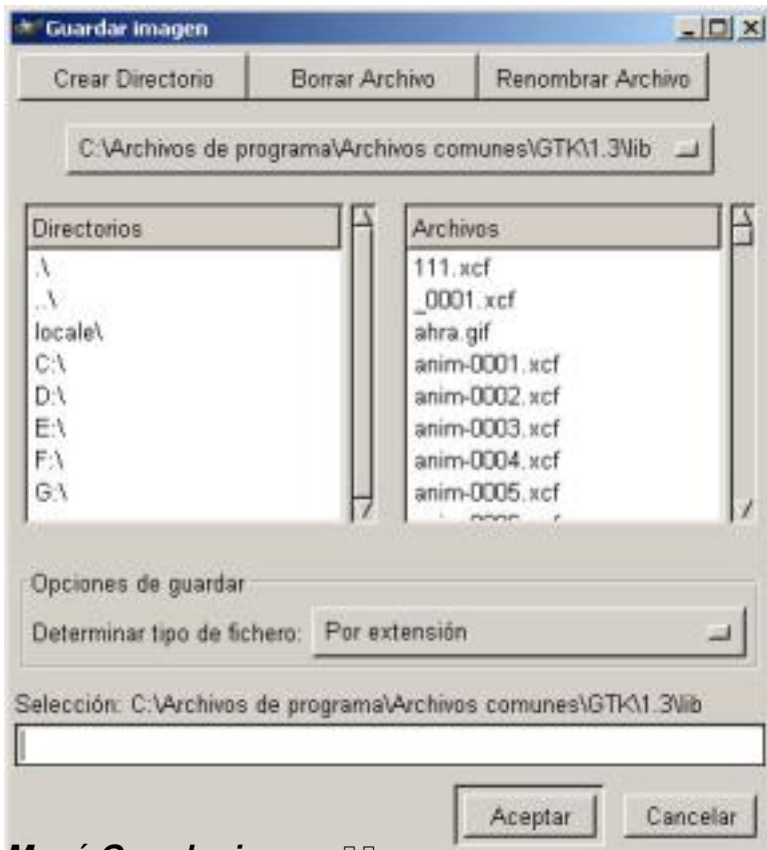 Guardar imagen
Crear Directorio
Borrar Archivo
Renombrar Archivo
C:\Archivos de programa\Archivos comunes\GTK\1.3\lib
Directorios
.\
..\
locale\
C:\
D:\
E:\
F:\
G:\
Archivos
111.xcf
_0001.xcf
ahra.gif
anim-0001.xcf
anim-0002.xcf
anim-0003.xcf
anim-0004.xcf
anim-0005.xcf
Opciones de guardar
Determinar tipo de fichero: Por extensión
Selección: C:\Archivos de programa\Archivos comunes\GTK\1.3\lib
Aceptar
Cancelar